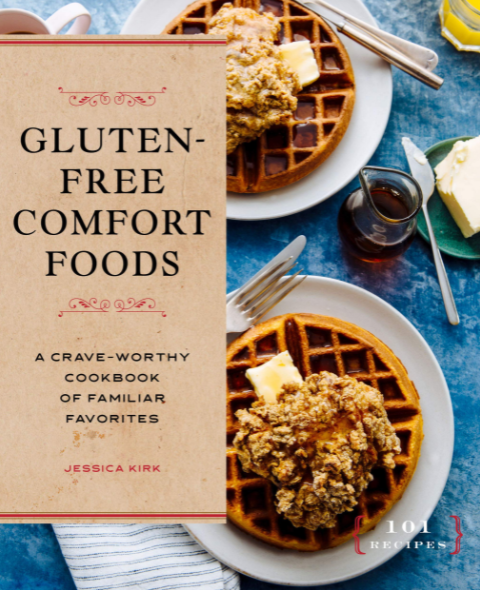 GLUTEN-
FREE
COMFORT
FOODS
A CRAVE-WORTHY
COOKBOOK
OF FAMILIAR
FAVORITES
JESSICA KIRK
{ 101
RECIPES }